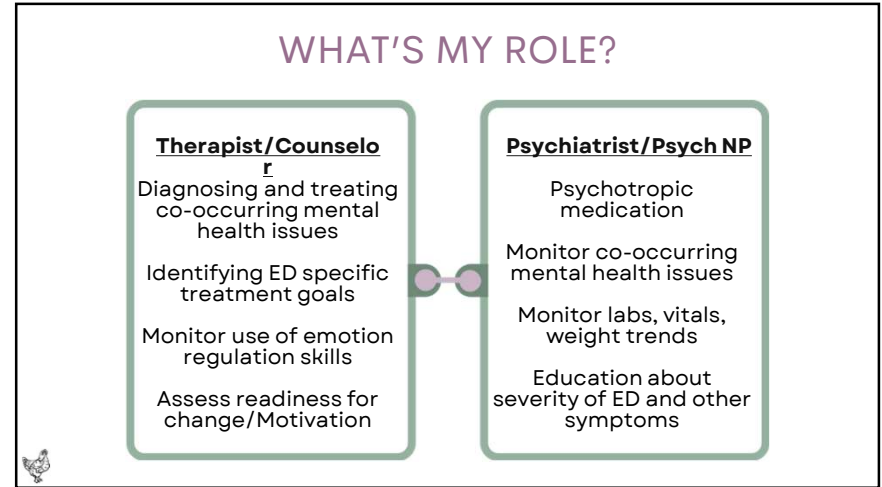 WHAT'S MY ROLE?
Therapist/Counselo
r
Diagnosing and treating
co-occurring mental
health issues
Identifying ED specific
treatment goals
Monitor use of emotion
regulation skills
Assess readiness for
change/Motivation
Psychiatrist/Psych NP
Psychotropic
medication
Monitor co-occurring
mental health issues
Monitor labs, vitals,
weight trends
Education about
severity of ED and other
symptoms